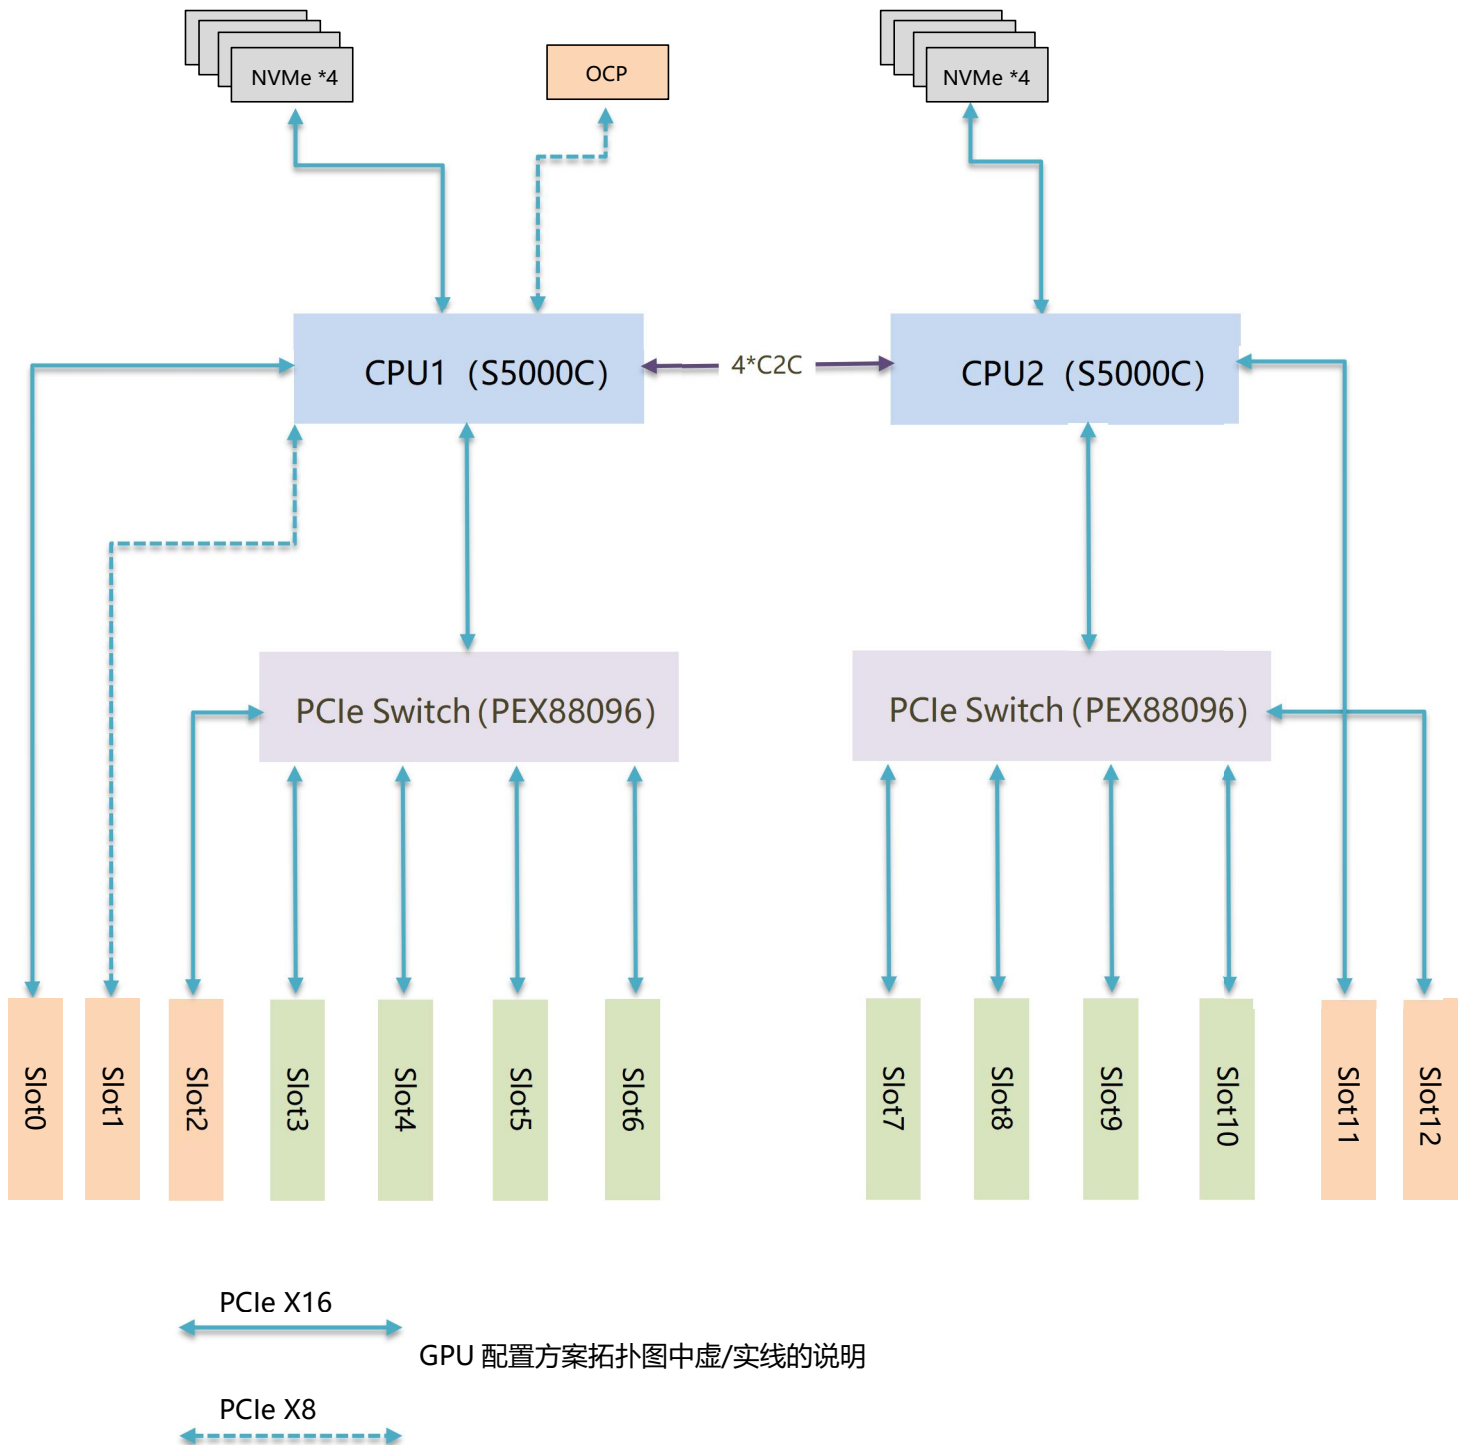 NVMe *4
OCP
NVMe *4
CPU1（S5000C）
4*C2C
CPU2（S5000C）
PCIe Switch（PEX88096）
PCIe Switch（PEX88096）
Slot0
Slot1
Slot2
Slot3
Slot4
Slot5
Slot6
Slot7
Slot8
Slot9
Slot10
Slot11
Slot12
PCIe X16
GPU 配置方案拓扑图中虚/实线的说明
PCIe X8